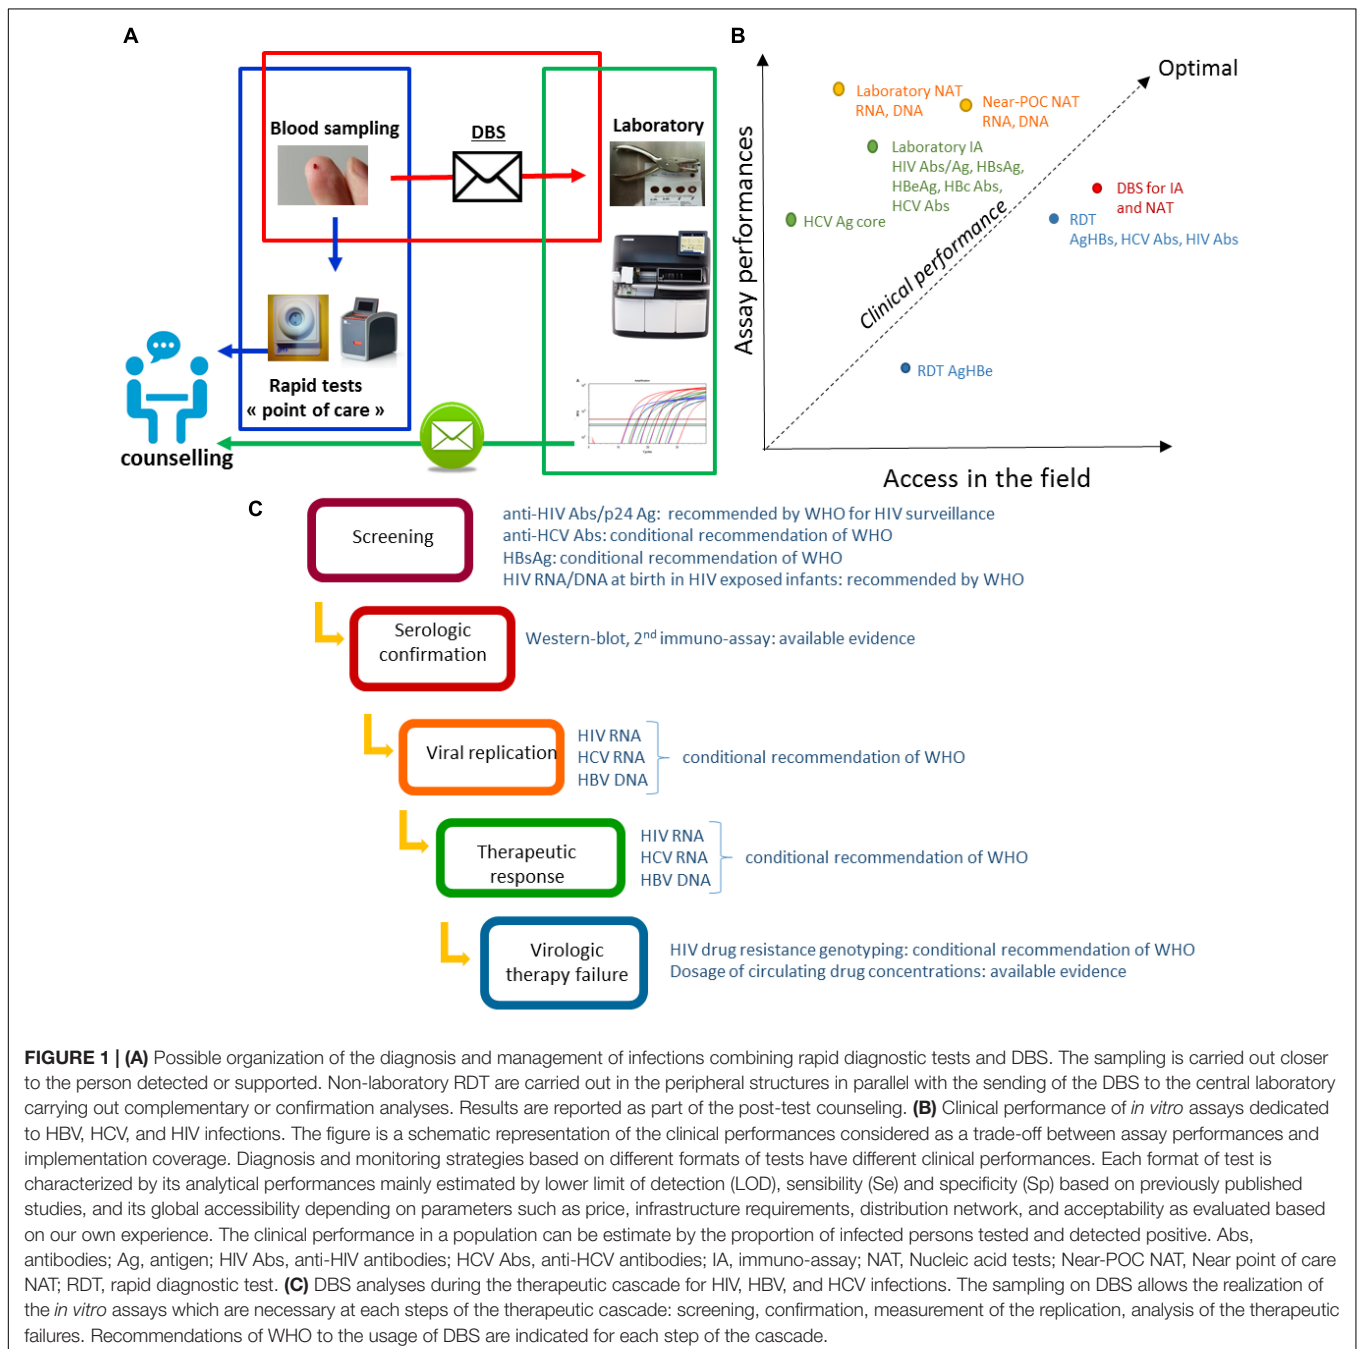 A
Blood sampling
DBS
Laboratory
Rapid tests
« point of care »
counselling
B
Optimal
Assay performances
Laboratory NAT
RNA, DNA
Near-POC NAT
RNA, DNA
Laboratory IA
HIV Abs/Ag, HBsAg,
HBeAg, HBc Abs,
HCV Abs
HCV Ag core
DBS for IA
and NAT
RDT
AgHBs, HCV Abs, HIV Abs
Clinical performance
RDT AgHBe
Access in the field
C
Screening
anti-HIV Abs/p24 Ag: recommended by WHO for HIV surveillance
anti-HCV Abs: conditional recommendation of WHO
HBsAg: conditional recommendation of WHO
HIV RNA/DNA at birth in HIV exposed infants: recommended by WHO
Serologic
confirmation
Western-blot, 2nd immuno-assay: available evidence
Viral replication
HIV RNA
HCV RNA
HBV DNA
conditional recommendation of WHO
Therapeutic
response
HIV RNA
HCV RNA
HBV DNA
conditional recommendation of WHO
Virologic
therapy failure
HIV drug resistance genotyping: conditional recommendation of WHO
Dosage of circulating drug concentrations: available evidence
FIGURE 1 | (A) Possible organization of the diagnosis and management of infections combining rapid diagnostic tests and DBS. The sampling is carried out closer
to the person detected or supported. Non-laboratory RDT are carried out in the peripheral structures in parallel with the sending of the DBS to the central laboratory
carrying out complementary or confirmation analyses. Results are reported as part of the post-test counseling. (B) Clinical performance of in vitro assays dedicated
to HBV, HCV, and HIV infections. The figure is a schematic representation of the clinical performances considered as a trade-off between assay performances and
implementation coverage. Diagnosis and monitoring strategies based on different formats of tests have different clinical performances. Each format of test is
characterized by its analytical performances mainly estimated by lower limit of detection (LOD), sensibility (Se) and specificity (Sp) based on previously published
studies, and its global accessibility depending on parameters such as price, infrastructure requirements, distribution network, and acceptability as evaluated based
on our own experience. The clinical performance in a population can be estimate by the proportion of infected persons tested and detected positive. Abs,
antibodies; Ag, antigen; HIV Abs, anti-HIV antibodies; HCV Abs, anti-HCV antibodies; IA, immuno-assay; NAT, Nucleic acid tests; Near-POC NAT, Near point of care
NAT; RDT, rapid diagnostic test. (C) DBS analyses during the therapeutic cascade for HIV, HBV, and HCV infections. The sampling on DBS allows the realization of
the in vitro assays which are necessary at each steps of the therapeutic cascade: screening, confirmation, measurement of the replication, analysis of the therapeutic
failures. Recommendations of WHO to the usage of DBS are indicated for each step of the cascade.